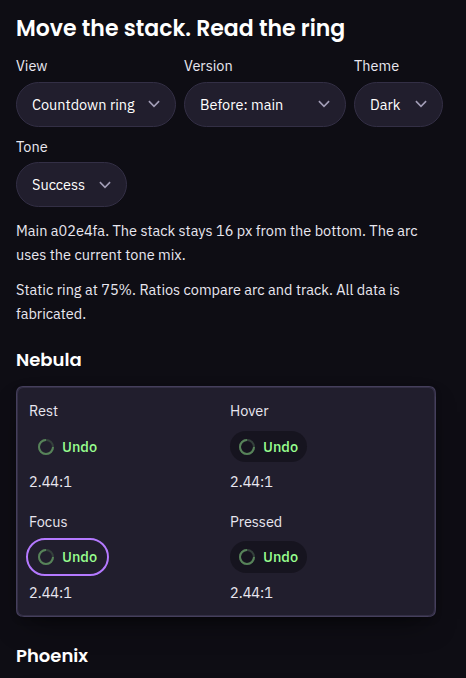 Move the stack. Read the ring
View
Version
Theme
Countdown ring
Before: main
Dark
Tone
Success
Main a02e4fa. The stack stays 16 px from the bottom. The arc
uses the current tone mix.
Static ring at 75%. Ratios compare arc and track. All data is
fabricated.
Nebula
Rest
Hover
Undo
Undo
2.44:1
2.44:1
Focus
Pressed
Undo
Undo
2.44:1
2.44:1
Phoenix